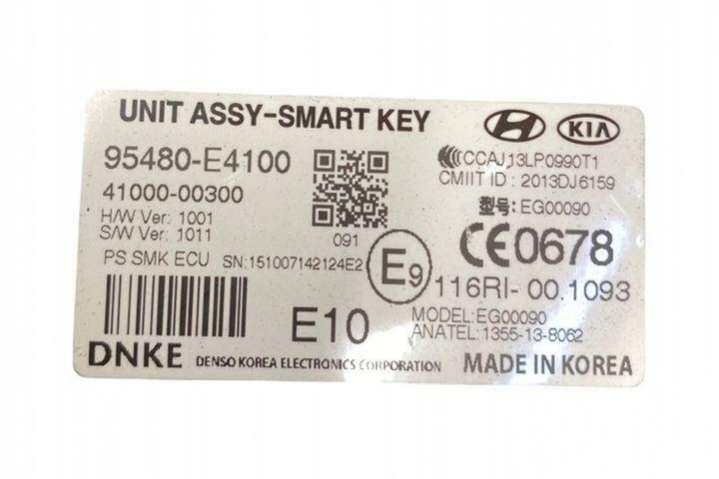 UNIT ASSY-SMART KEY
KIA
95480-E4100
41000-00300
H/W Ver: 1001
S/W Ver: 1011
091
PS SMK ECU SN:151007142124E2
CCAJ13LP0990T1
CMIIT ID : 2013DJ6159
型号: EG00090
CE0678
E9
116RI- 00.1093
E10
MODEL:EG00090
ANATEL:1355-13-8062
DNKE DENSO KOREA ELECTRONICS CORPORATION
MADE IN KOREA